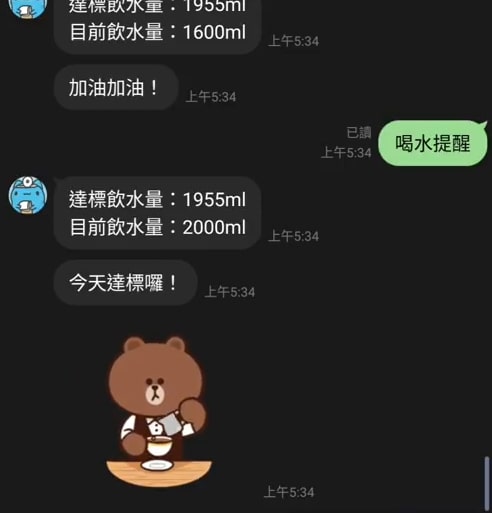 達標飲水量：1955ml
目前飲水量：1600ml
上午5:34
加油加油！
上午5:34
已讀
上午5:34
喝水提醒
達標飲水量：1955ml
目前飲水量：2000ml
上午5:34
今天達標囉！
上午5:34
上午5:34